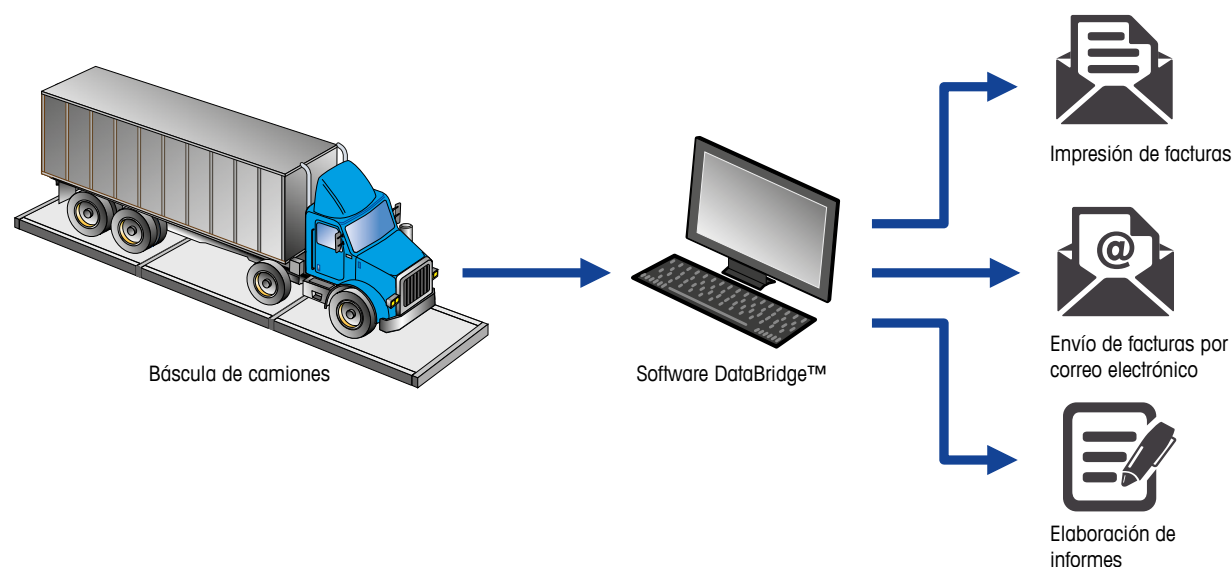 Impresión de facturas
Báscula de camiones
Software DataBridge™
@
Envío de facturas por
correo electrónico
Elaboración de
informes